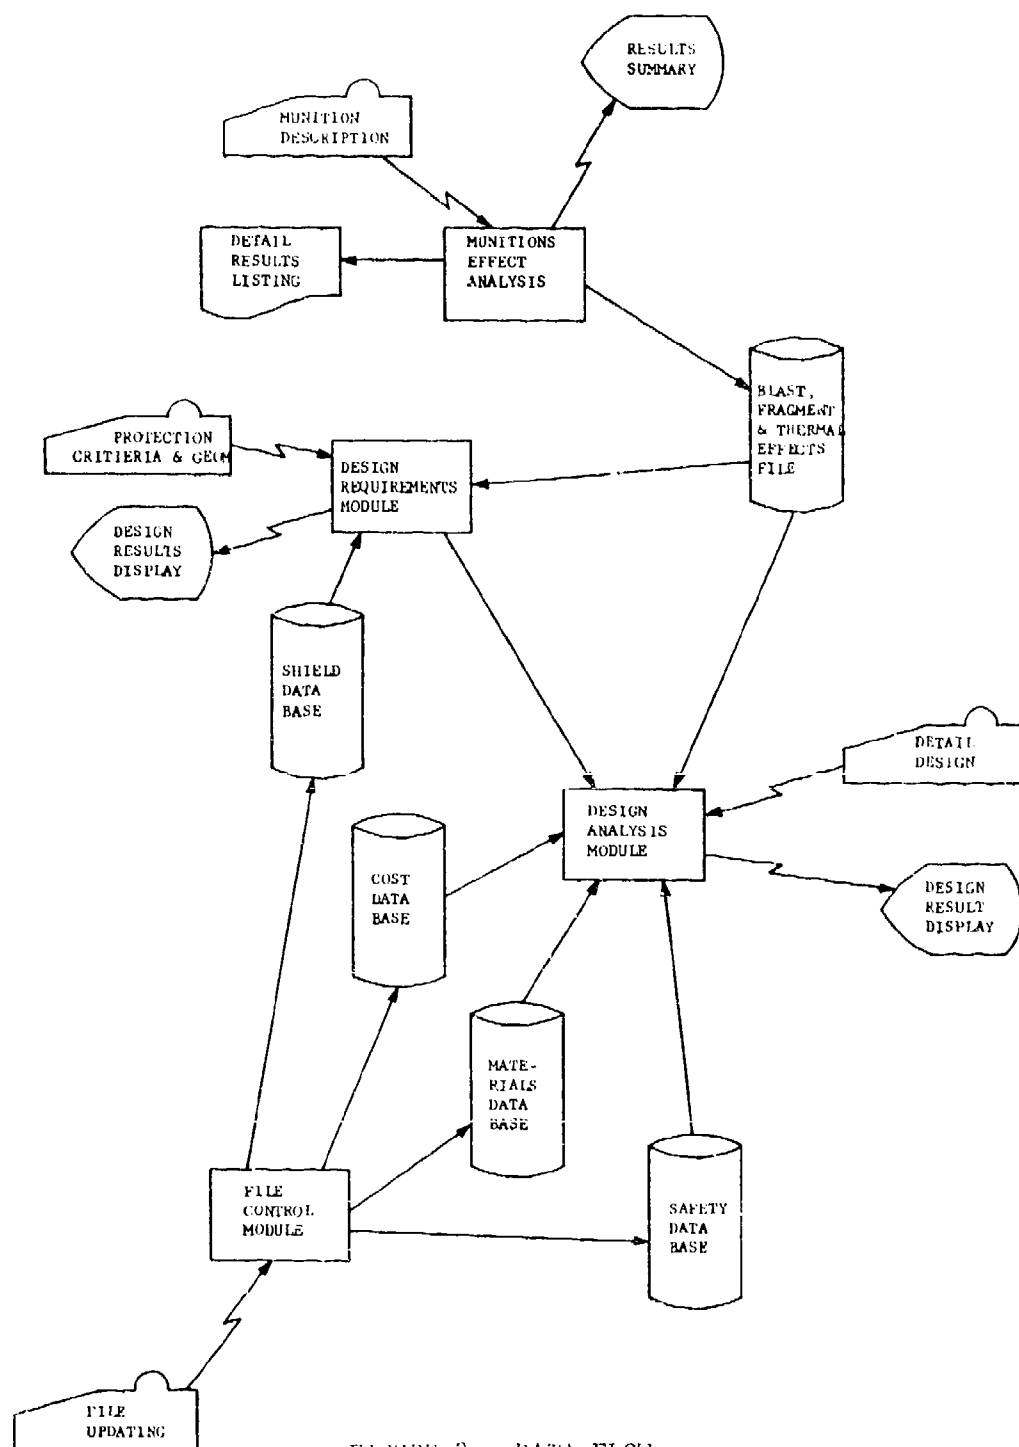 RESULTS
SUMMARY
MUNITION
DESCRIPTION
DETAIL
RESULTS
LISTING
MUNITIONS
EFFECT
ANALYSIS
BLAST,
FRAGMENT
& THERMAL
EFFECTS
FILE
PROTECTION
CRITIERIA & GEOM
DESIGN
REQUIREMENTS
MODULE
DESIGN
RESULTS
DISPLAY
SHIELD
DATA
BASE
DETAIL
DESIGN
DESIGN
ANALYSIS
MODULE
COST
DATA
BASE
DESIGN
RESULT
DISPLAY
MATE-
RIALS
DATA
BASE
FILE
CONTROL
MODULE
SAFETY
DATA
BASE
FILE
UPDATING
DATA FLOW